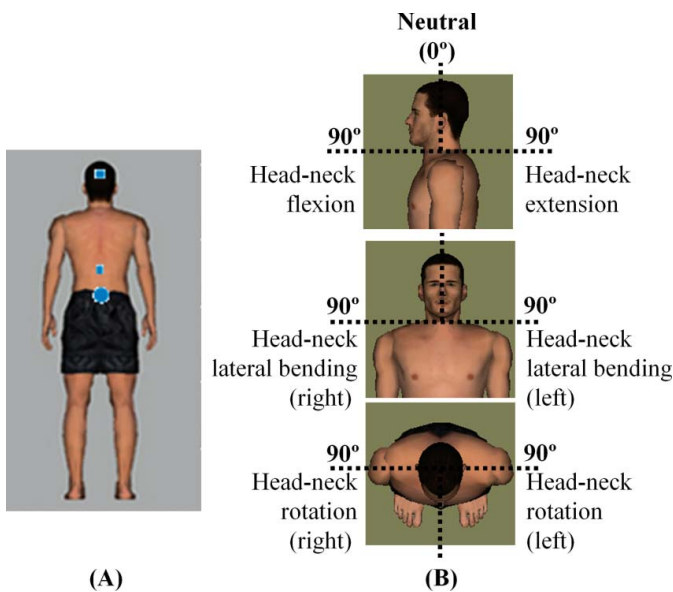 Neutral
(0º)
90º
90º
Head-neck
flexion
Head-neck
extension
90º
90º
Head-neck
lateral bending
(right)
Head-neck
lateral bending
(left)
90º
90º
Head-neck
rotation
(right)
Head-neck
rotation
(left)
(A)
(B)